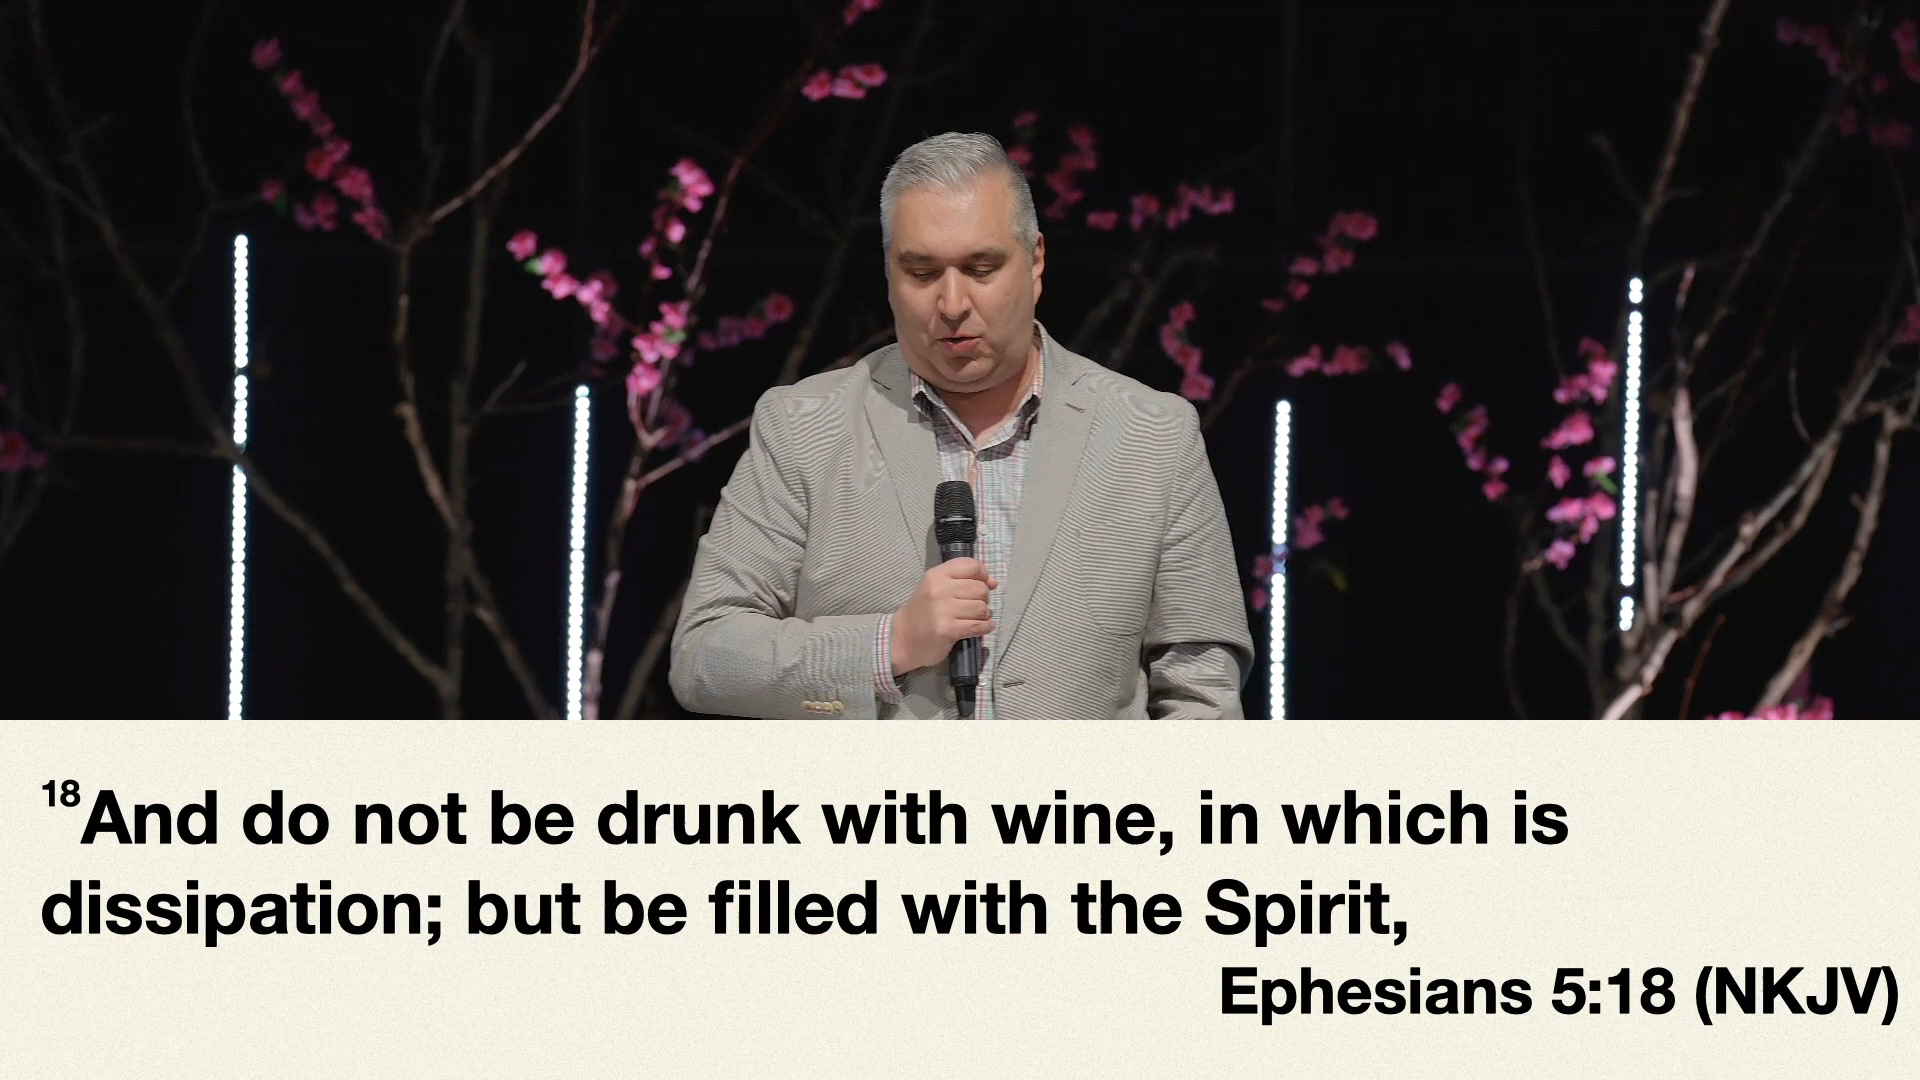 18And do not be drunk with wine, in which is
dissipation; but be filled with the Spirit,
Ephesians 5:18 (NKJV)